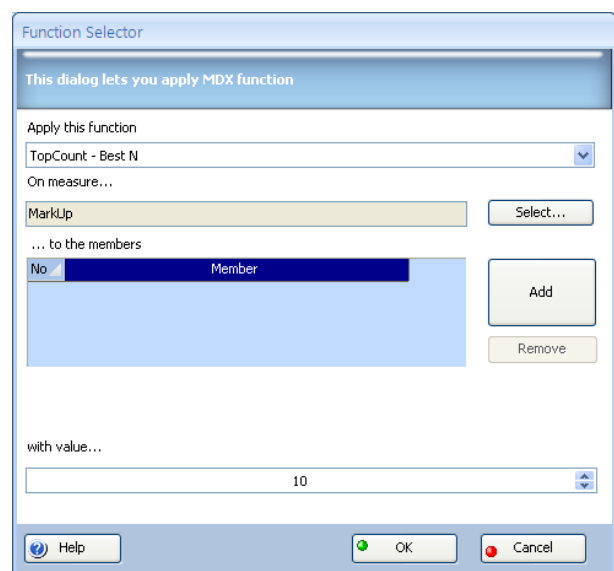 Function Selector
This dialog lets you apply MDX function
Apply this function
TopCount - Best N
On measure...
MarkUp
Select...
... to the members
No Member
Add
Remove
with value...
10
Help OK Cancel